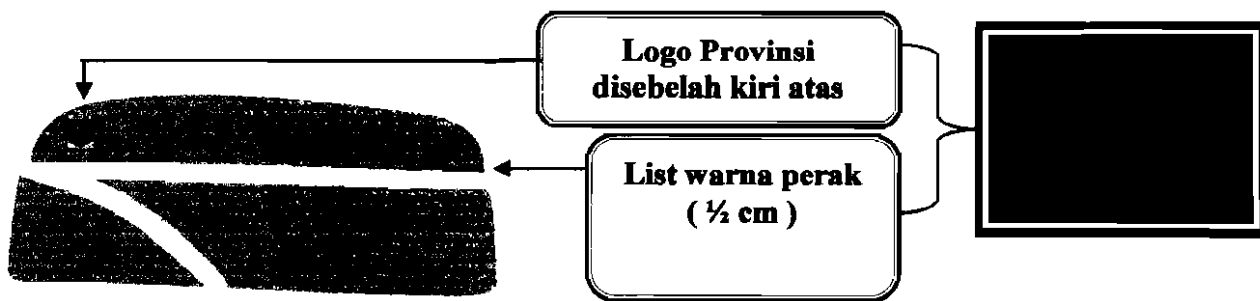 Logo Provinsi
disebelah kiri atas
List warna perak
( ½ cm )